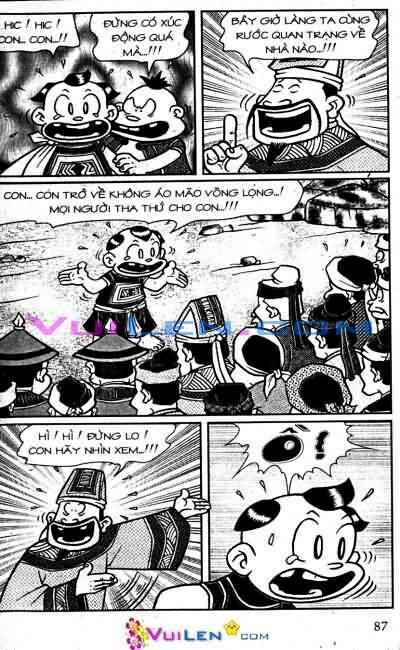 HIC! HIC!
CON... CON..!!
ĐỪNG CÓ XÚC
ĐỘNG QUÁ
MÀ...!!!
BÂY GIỜ LÀNG TA CÙNG
RƯỚC QUAN TRẠNG VỀ
NHÀ NÀO...!!!
CON... CÓN TRỞ VỀ KHÔNG ÁO MÃO VÕNG LỌNG...!
MỌI NGƯỜI THA THỨ CHO CON...!!!
VUILEN.COM
HÌ! HÌ! ĐỪNG LO
CON HÃY NHÌN XEM...!!!
!
87
VUILEN.COM